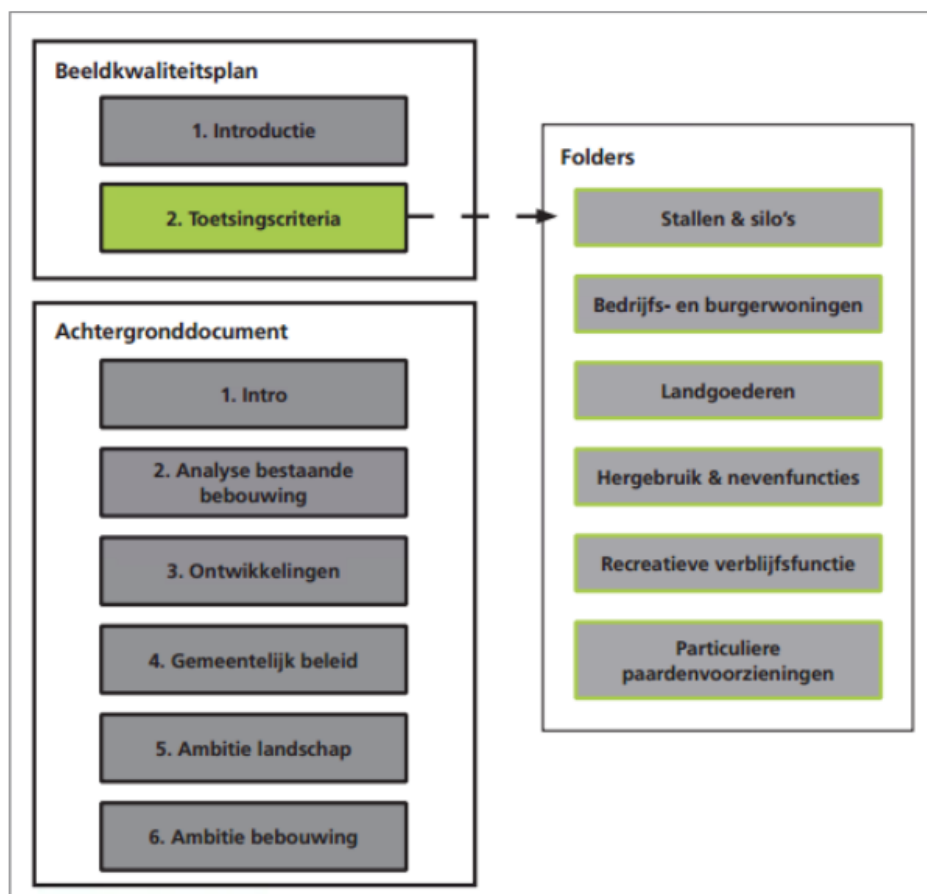 Beeldkwaliteitsplan
1. Introductie
2. Toetsingscriteria
Achtergronddocument
1. Intro
2. Analyse bestaande
bebouwing
3. Ontwikkelingen
4. Gemeentelijk beleid
5. Ambitie landschap
6. Ambitie bebouwing
Folders
Stallen & silo's
Bedrijfs- en burgerwoningen
Landgoederen
Hergebruik & nevenfuncties
Recreatieve verblijfsfunctie
Particuliere
paardenvoorzieningen